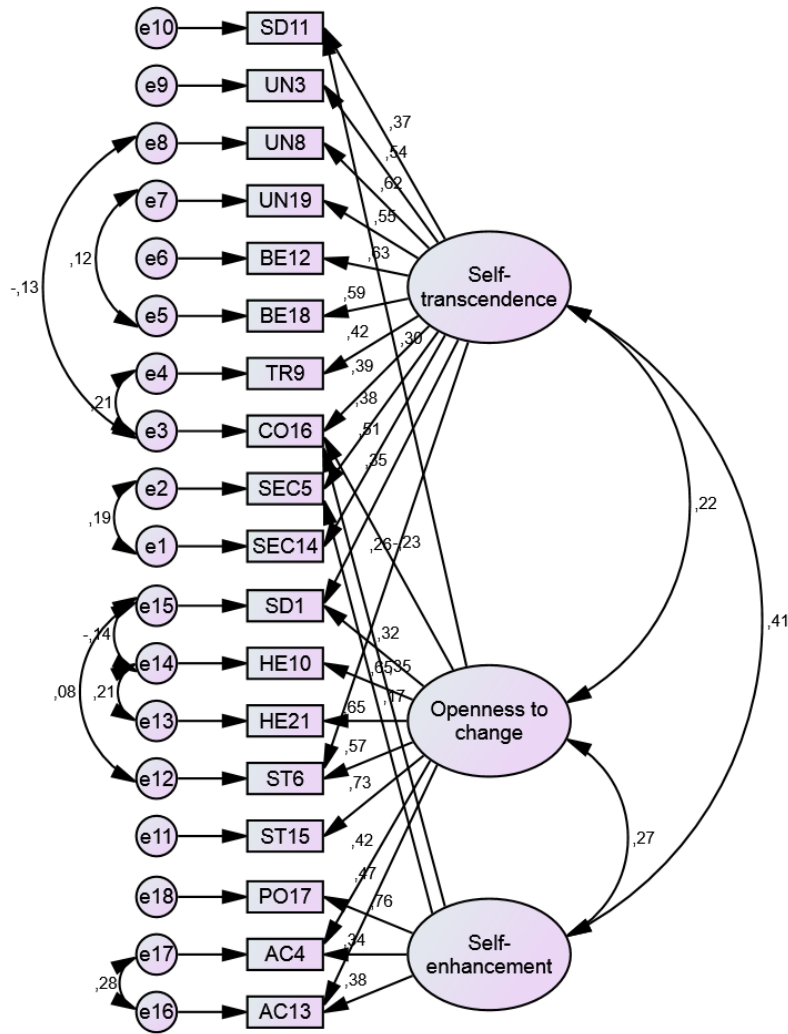 e10 SD11
e9 UN3
,37
e8 UN8
,54
,62
e7 UN19
,55
,12
e6 BE12
,63
Self-
transcendence
-,13
e5 BE18
,59
,42
,30
e4 TR9
,39
,38
,21
e3 CO16
,51
,35
e2 SEC5
,22
,19
e1 SEC14
,26
-,23
e15 SD1
,41
-,14
,32
e14 HE10
,65
,35
,08
,21
,17
e13 HE21
,65
Openness to
change
,57
e12 ST6
,73
e11 ST15
,42
,27
,47
e18 PO17
,76
Self-
enhancement
e17 AC4
,34
,28
,38
e16 AC13